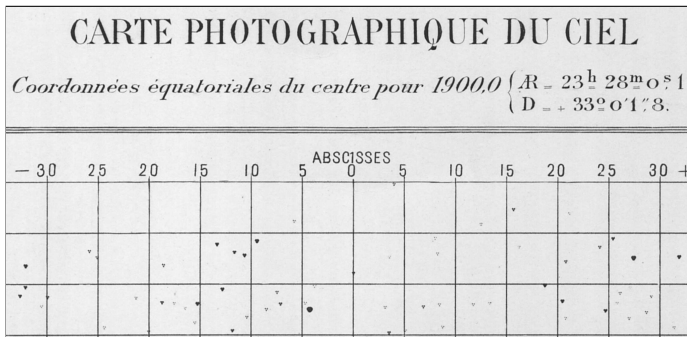 CARTE PHOTOGRAPHIQUE DU CIEL
Coordonnées équatoriales du centre pour 1900,0 { ÆR = 23h 28m 0s,1
D = + 33° 0' 1",8.
ABSCISSES
— 30 25 20 15 10 5 0 5 10 15 20 25 30 +